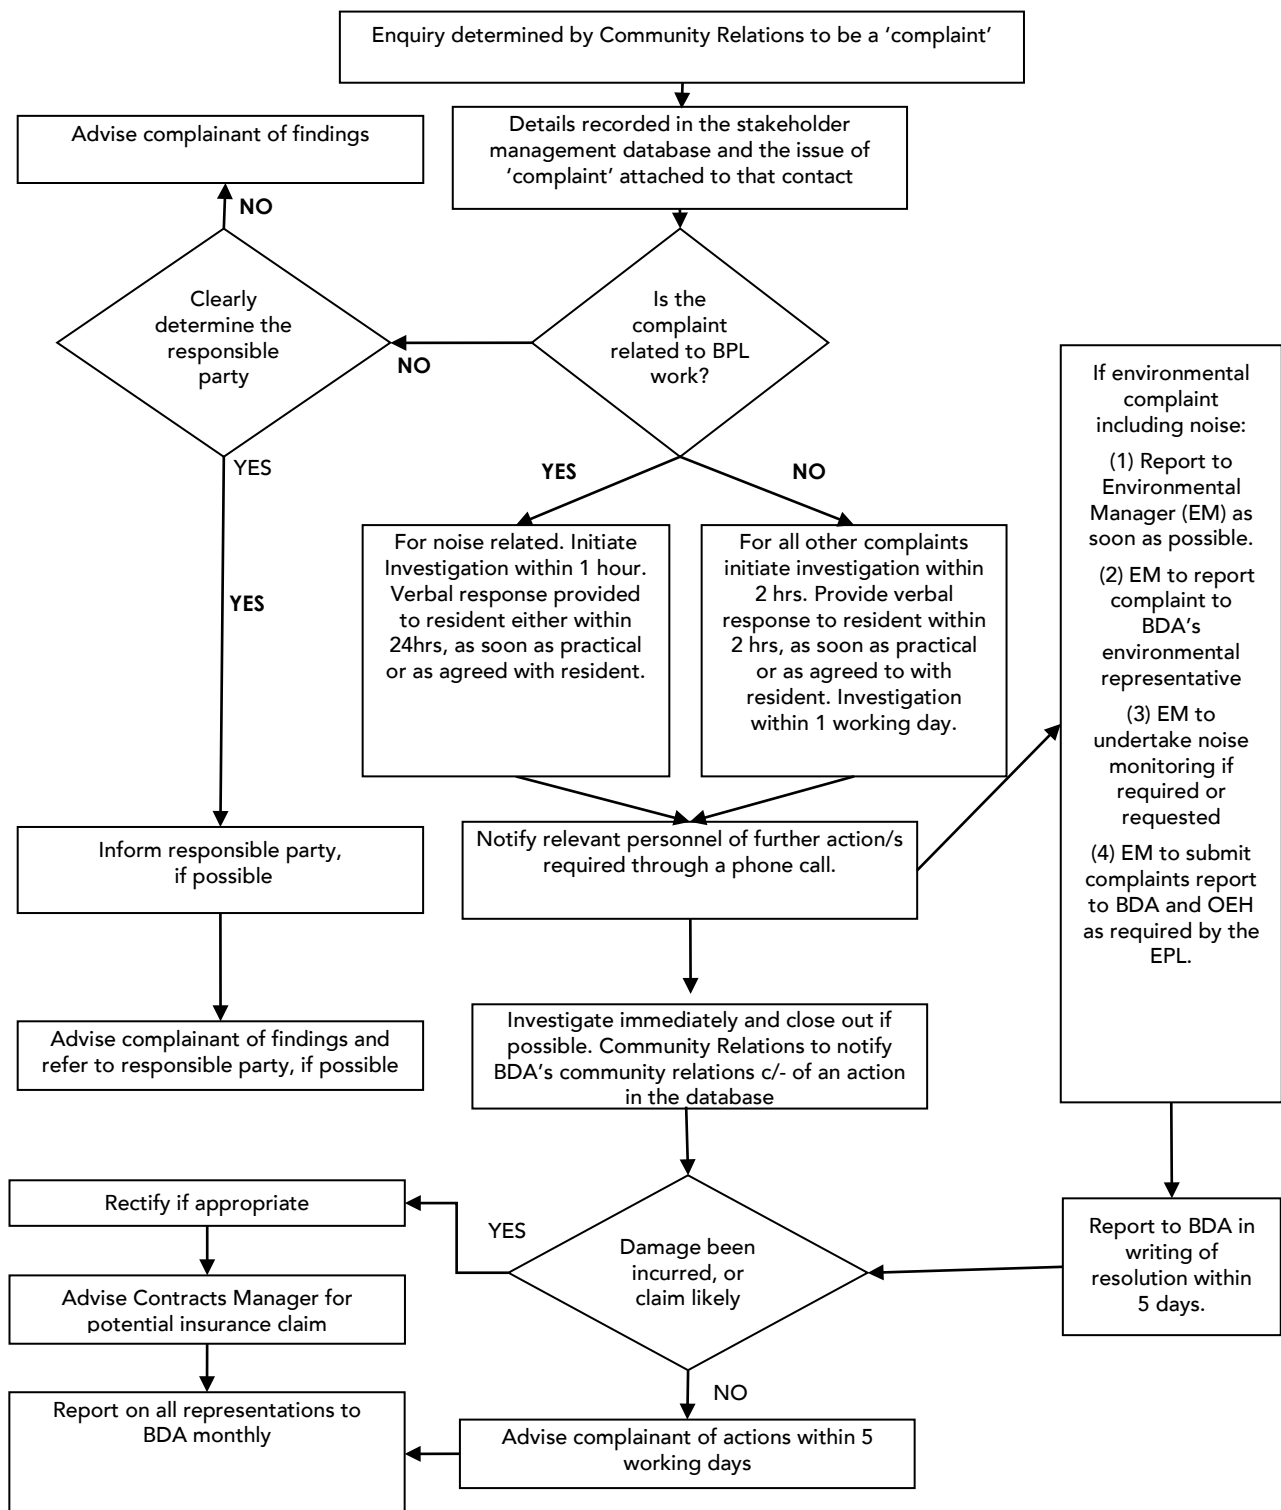 Enquiry determined by Community Relations to be a ‘complaint’
Advise complainant of findings
Details recorded in the stakeholder
management database and the issue of
‘complaint’ attached to that contact
NO
Clearly
determine the
responsible
party
NO
Is the
complaint
related to BPL
work?
YES
YES
NO
YES
For noise related. Initiate
Investigation within 1 hour.
Verbal response provided
to resident either within
24hrs, as soon as practical
or as agreed with resident.
For all other complaints
initiate investigation within
2 hrs. Provide verbal
response to resident within
2 hrs, as soon as practical
or as agreed to with
resident. Investigation
within 1 working day.
If environmental
complaint
including noise:
(1) Report to
Environmental
Manager (EM) as
soon as possible.
(2) EM to report
complaint to
BDA’s
environmental
representative
(3) EM to
undertake noise
monitoring if
required or
requested
(4) EM to submit
complaints report
to BDA and OEH
as required by the
EPL.
Inform responsible party,
if possible
Notify relevant personnel of further action/s
required through a phone call.
Advise complainant of findings and
refer to responsible party, if possible
Investigate immediately and close out if
possible. Community Relations to notify
BDA’s community relations c/- of an action
in the database
Rectify if appropriate
YES
Damage been
incurred, or
claim likely
Report to BDA in
writing of
resolution within
5 days.
Advise Contracts Manager for
potential insurance claim
NO
Report on all representations to
BDA monthly
Advise complainant of actions within 5
working days